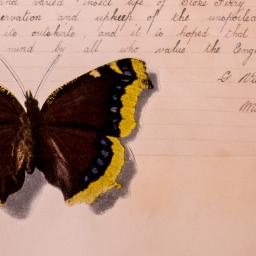 and varied insect life of Stoke Ferry
servation and upkeep of the unspoiled
its outskirts, and it is hoped that
mind by all who value the Eng